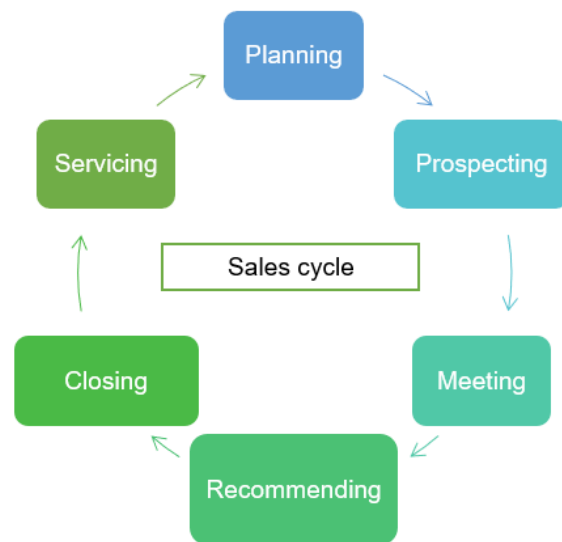 Planning
Prospecting
Meeting
Recommending
Closing
Servicing
Sales cycle